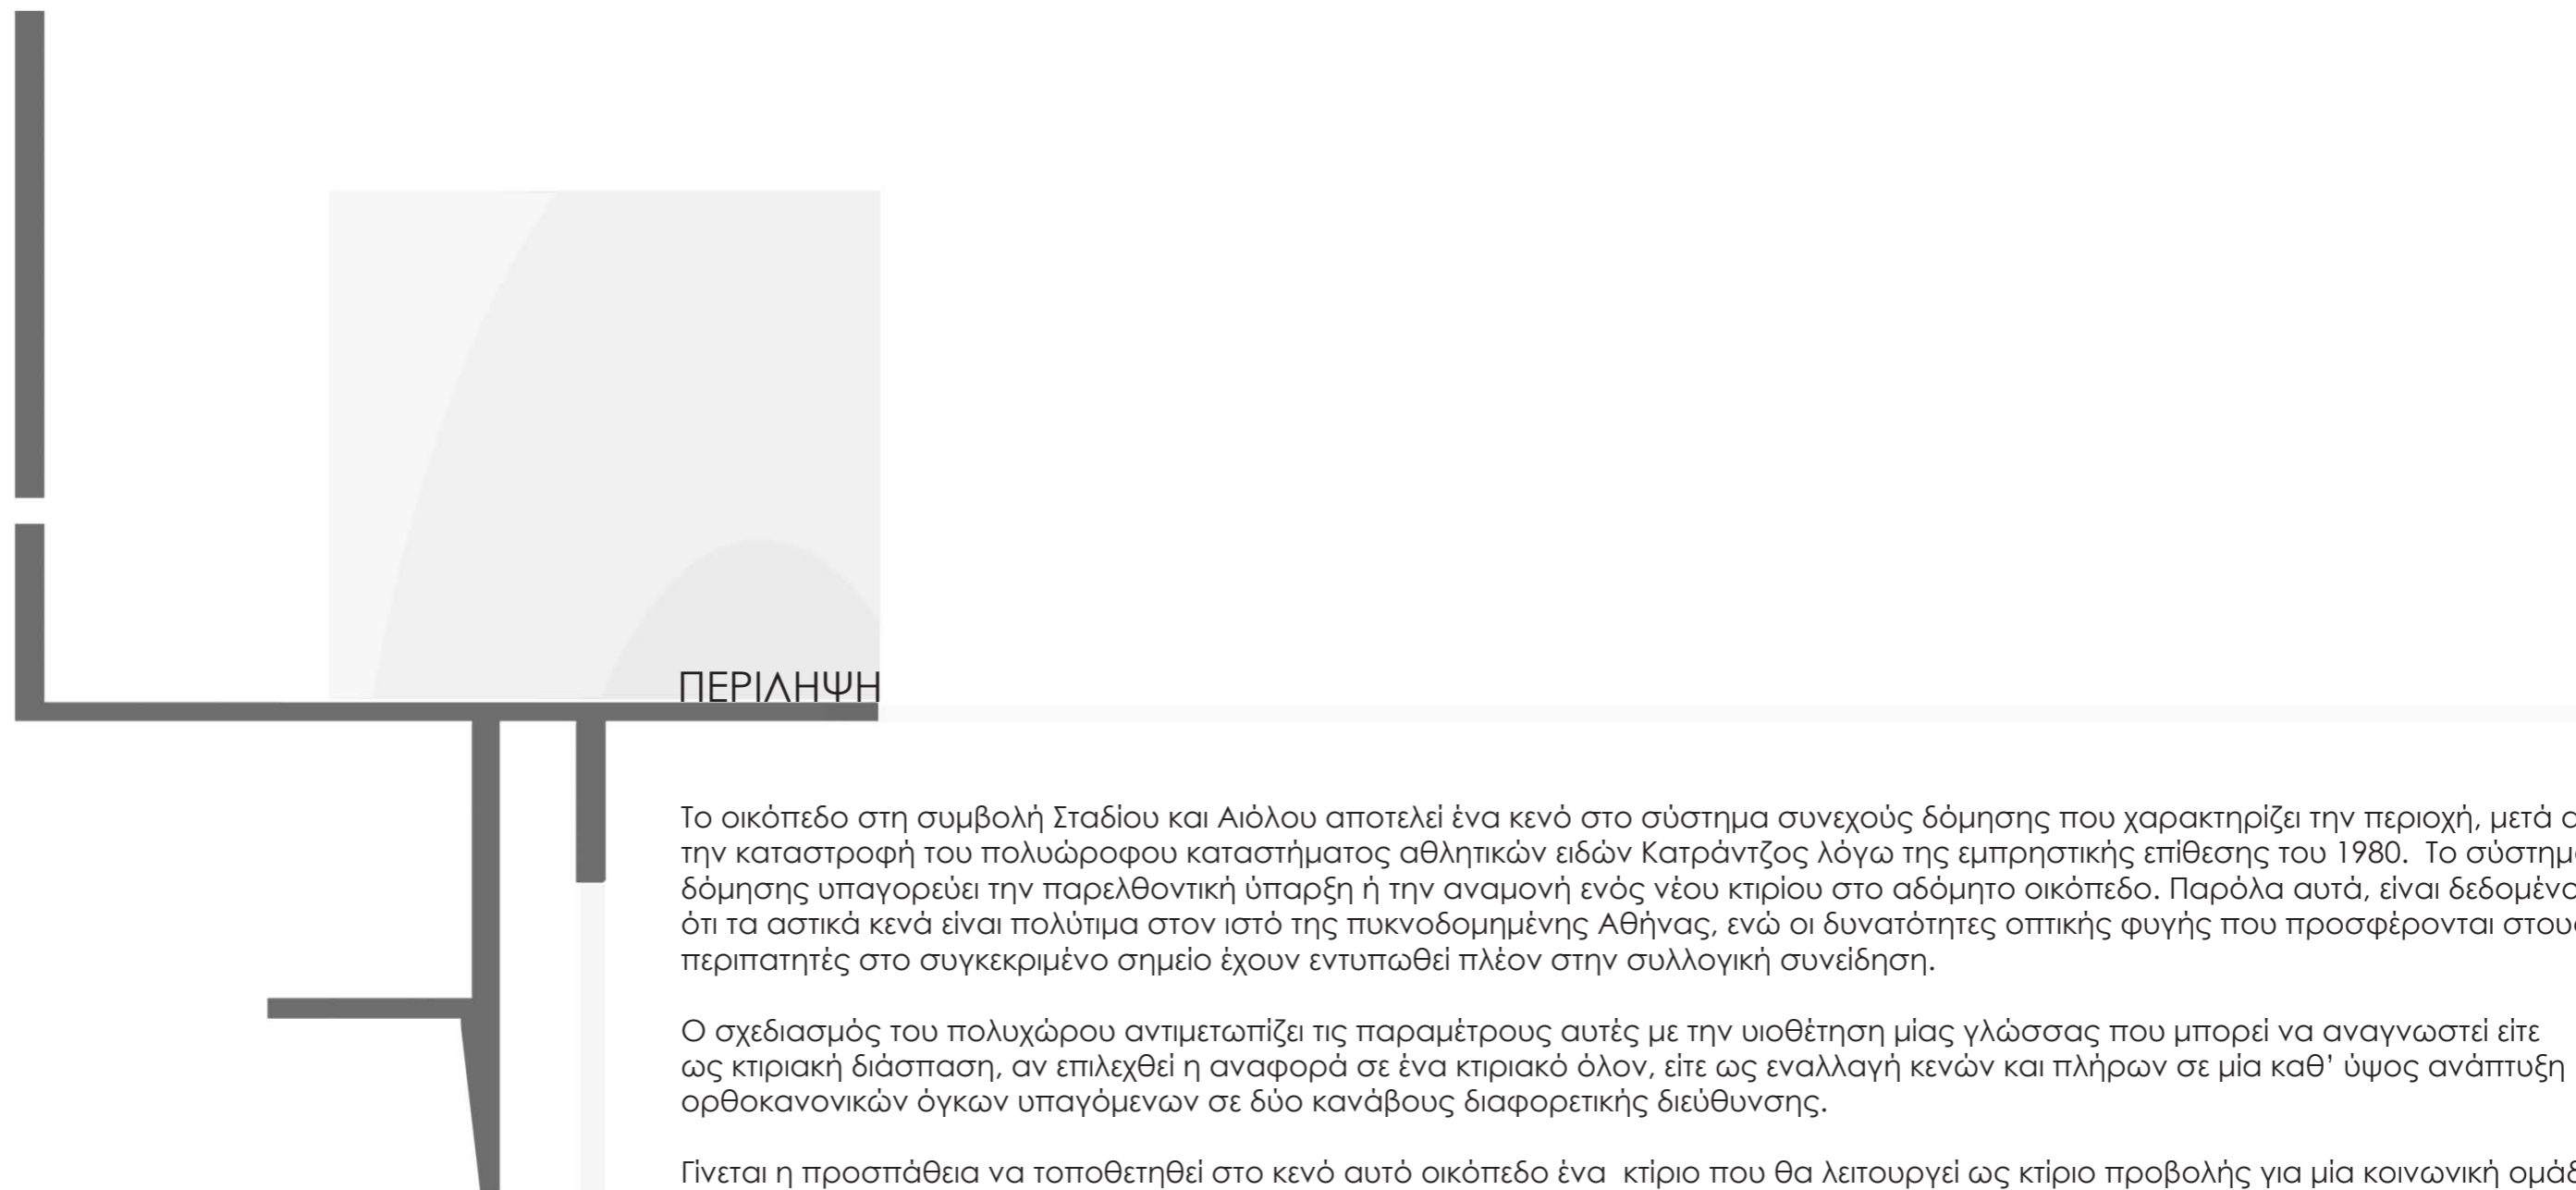 ΠΕΡΙΛΗΨΗ
Το οικόπεδο στη συμβολή Σταδίου και Αιόλου αποτελεί ένα κενό στο σύστημα συνεχούς δόμησης που χαρακτηρίζει την περιοχή, μετά
την καταστροφή του πολυώροφου καταστήματος αθλητικών ειδών Κατράντζος λόγω της εμπρηστικής επίθεσης του 1980. Το
δόμησης υπαγορεύει την παρελθοντική ύπαρξη ή την αναμονή ενός νέου κτιρίου στο αδόμητο οικόπεδο. Παρόλα αυτά, είναι
ότι τα αστικά κενά είναι πολύτιμα στον ιστό της πυκνοδομημένης Αθήνας, ενώ οι δυνατότητες οπτικής φυγής που προσφέρονται
περιπατητές στο συγκεκριμένο σημείο έχουν εντυπωθεί πλέον στην συλλογική συνείδηση.
Ο σχεδιασμός του πολυχώρου αντιμετωπίζει τις παραμέτρους αυτές με την υιοθέτηση μίας γλώσσας που μπορεί να αναγνωστεί είτε
ως κτιριακή διάσπαση, αν επιλεχθεί η αναφορά σε ένα κτιριακό όλον, είτε ως εναλλαγή κενών και πλήρων σε μία καθ' ύψος ανάπτυξη
ορθοκανονικών όγκων υπαγόμενων σε δύο κανάβους διαφορετικής διεύθυνσης.
Γίνεται η προσπάθεια να τοποθετηθεί στο κενό αυτό οικόπεδο ένα κτίριο που θα λειτουργεί ως κτίριο προβολής για μία κοινωνική